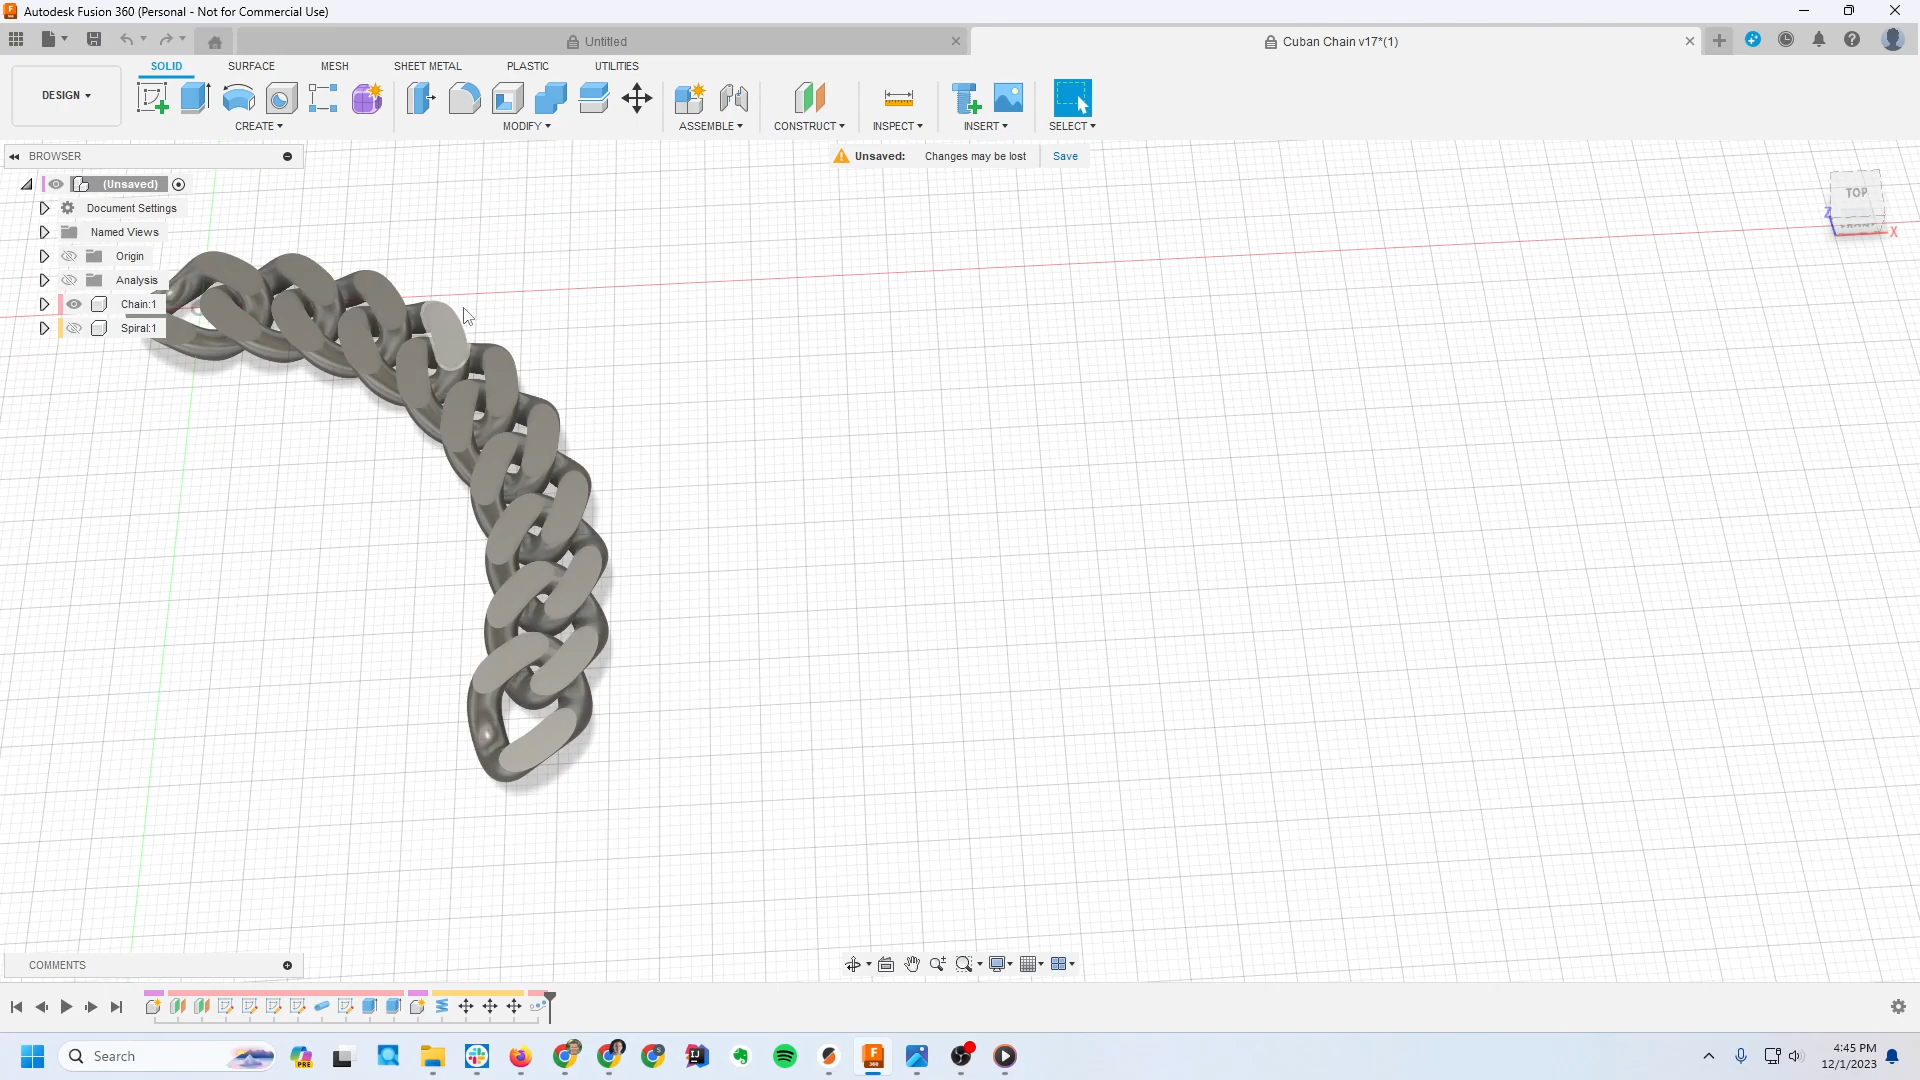 Autodesk Fusion 360 (Personal - Not for Commercial Use)
Untitled
Cuban Chain v17*(1)
DESIGN
SOLID SURFACE MESH SHEET METAL PLASTIC UTILITIES
CREATE MODIFY ASSEMBLE CONSTRUCT INSPECT INSERT SELECT
BROWSER
Unsaved: Changes may be lost Save
(Unsaved)
Document Settings
Named Views
Origin
Analysis
Chain:1
Spiral:1
TOP
FRONT
Z
X
COMMENTS
Search
PRE
4:45 PM
12/1/2023